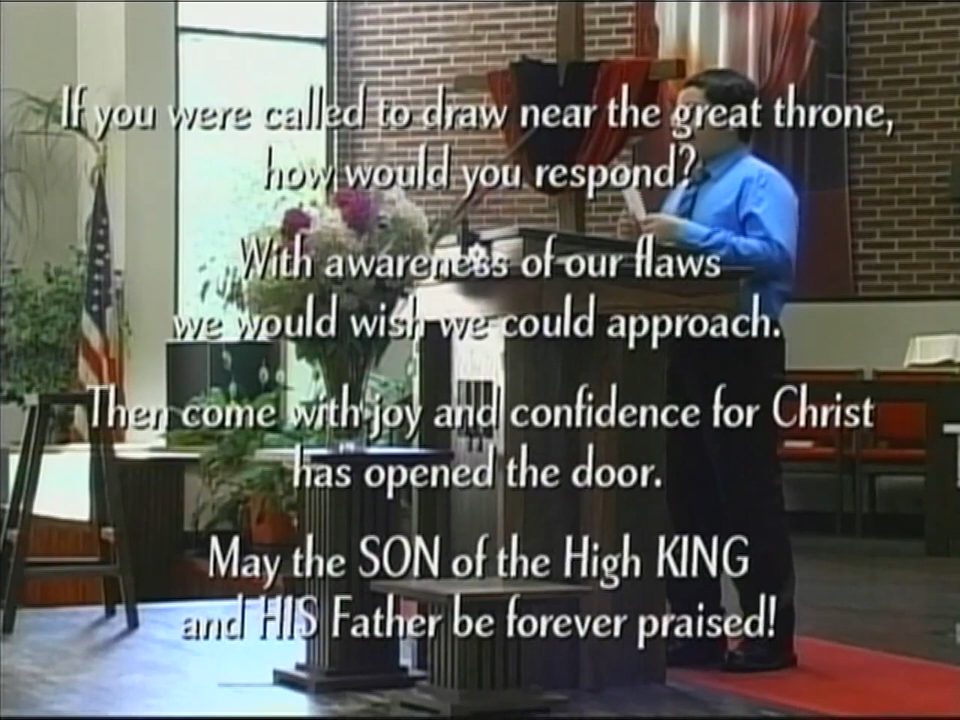 If you were called to draw near the great throne,
how would you respond?
With awareness of our flaws
we would wish we could approach.
Then come with joy and confidence for Christ
has opened the door.
May the SON of the High KING
and HIS Father be forever praised!